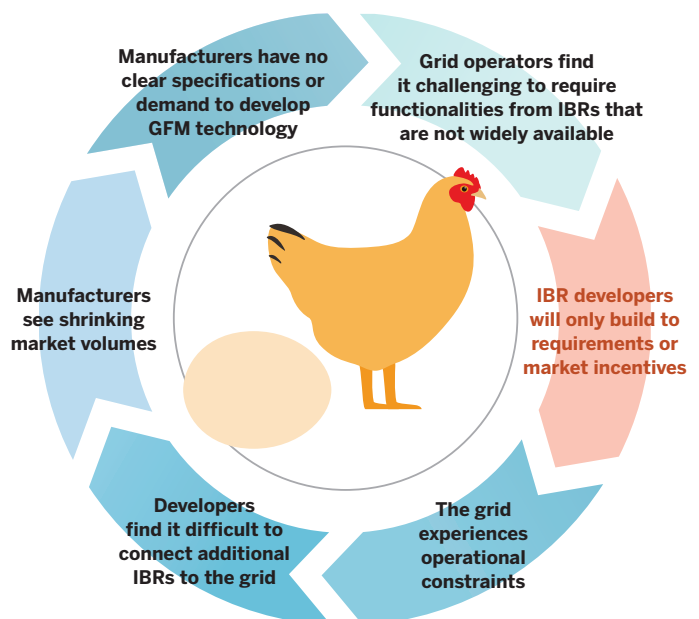 Manufacturers have no
clear specifications or
demand to develop
GFM technology
Grid operators find
it challenging to require
functionalities from IBRs that
are not widely available
IBR developers
will only build to
requirements or
market incentives
The grid
experiences
operational
constraints
Developers
find it difficult to
connect additional
IBRs to the grid
Manufacturers
see shrinking
market volumes